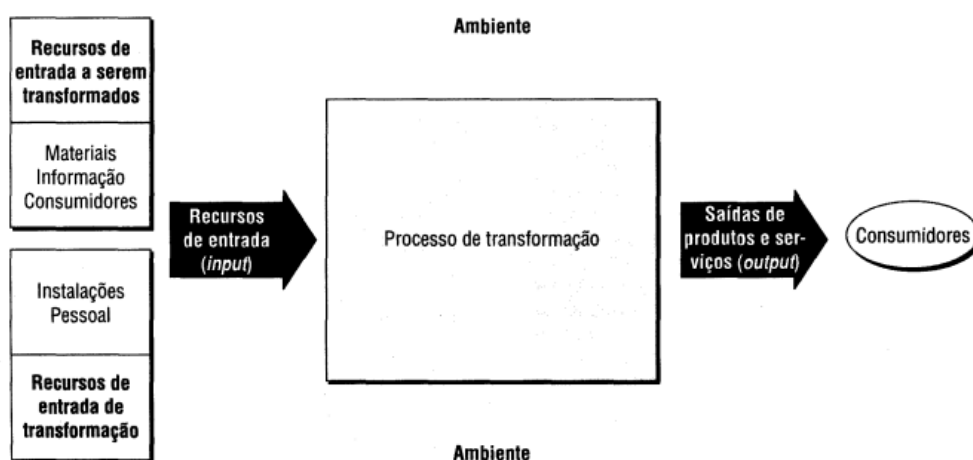 Ambiente
Recursos de
entrada a serem
transformados
Materiais
Informação
Consumidores
Instalações
Pessoal
Recursos de
entrada de
transformação
Recursos
de entrada
(input)
Processo de transformação
Saídas de
produtos e ser-
viços (output)
Consumidores
Ambiente